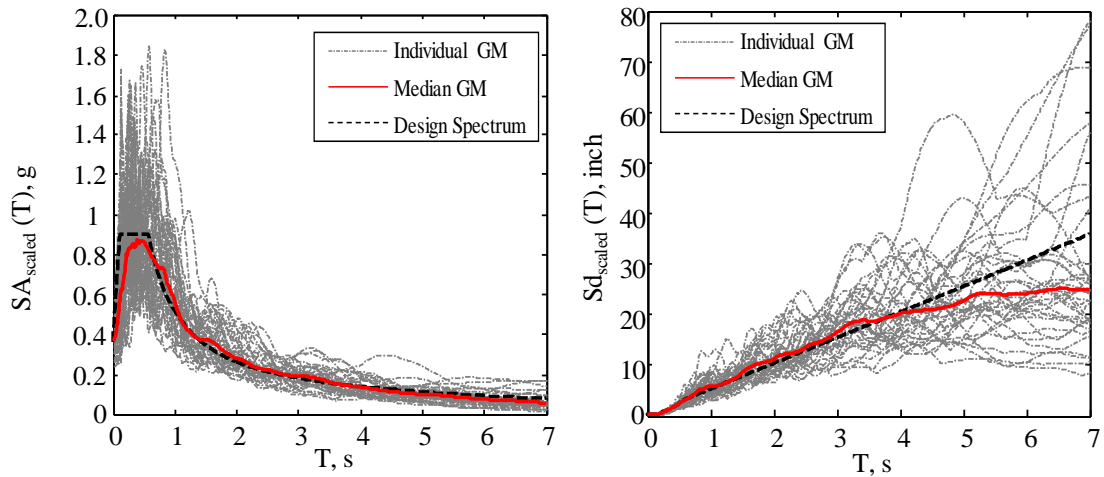 2.0
1.8
1.6
1.4
1.2
1
0.8
0.6
0.4
0.2
0
SA_scaled (T), g
Individual GM
Median GM
Design Spectrum
0 1 2 3 4 5 6 7
T, s
80
70
60
50
40
30
20
10
0
Sd_scaled (T), inch
Individual GM
Median GM
Design Spectrum
0 1 2 3 4 5 6 7
T, s